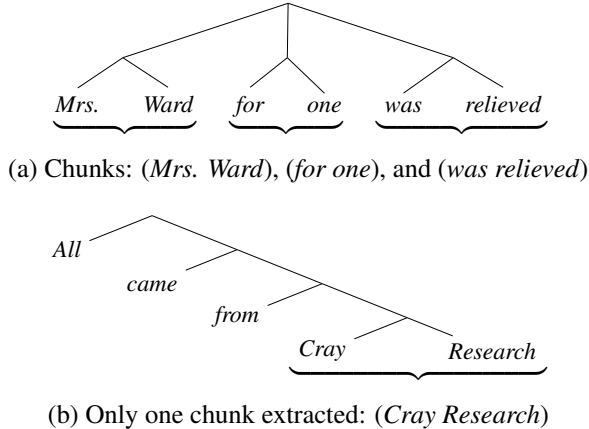 Mrs. Ward for one was relieved
(a) Chunks: (Mrs. Ward), (for one), and (was relieved)
All
came
from
Cray Research
(b) Only one chunk extracted: (Cray Research)